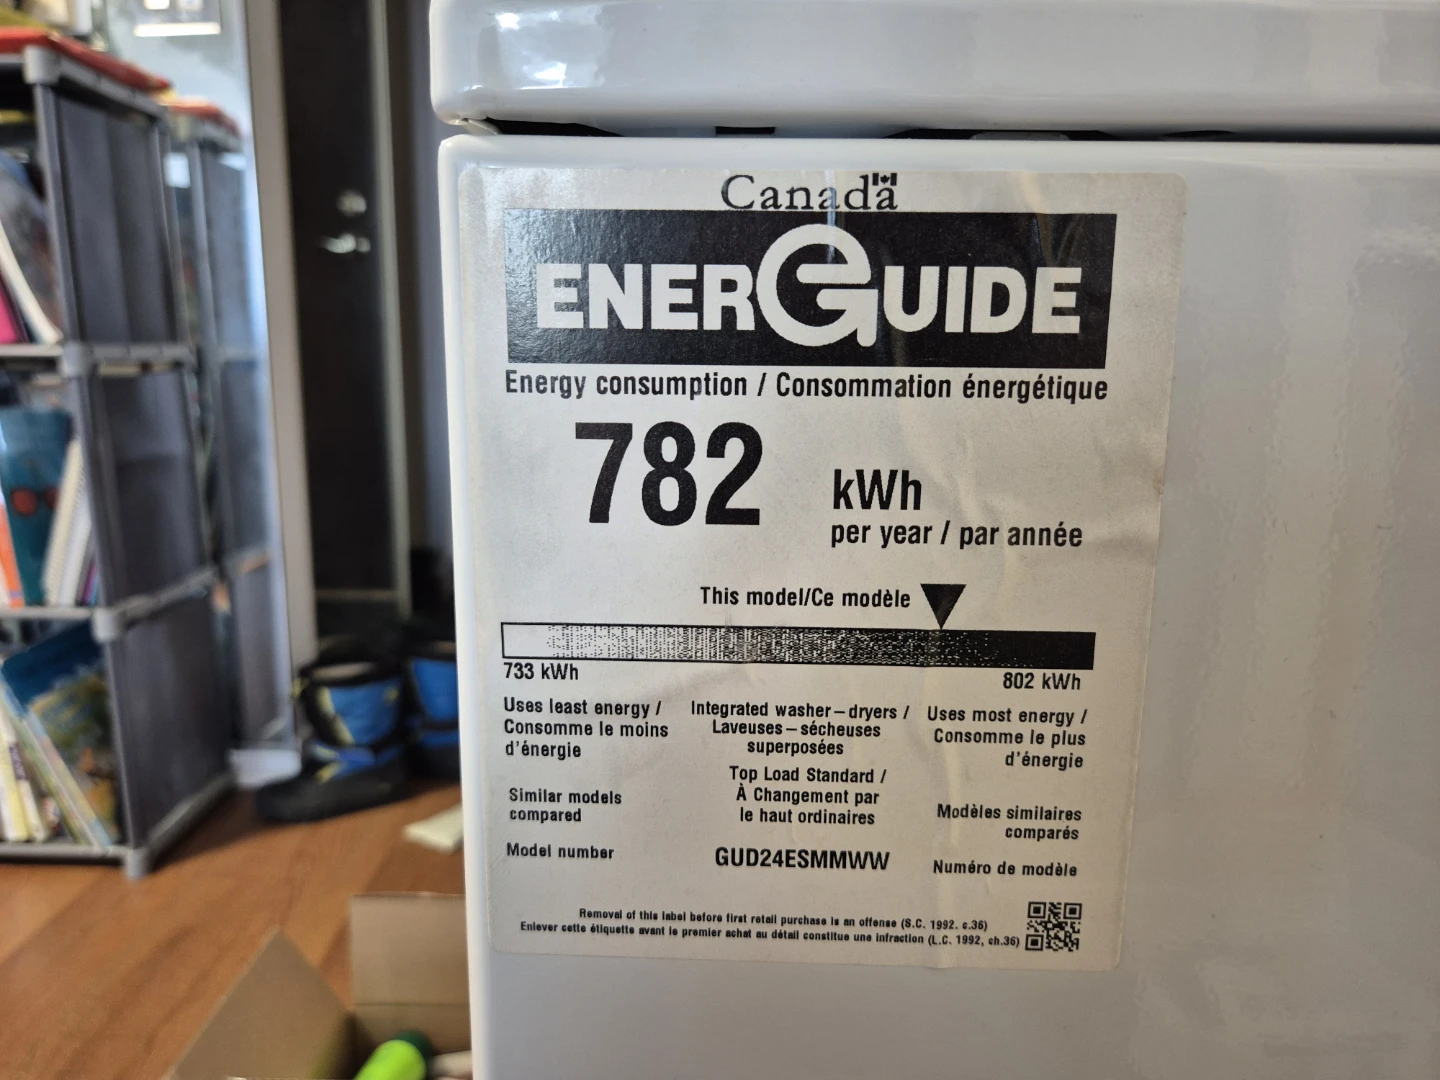 Canada
ENERGUIDE
Energy consumption / Consommation énergétique
782 kWh
per year / par année
This model/Ce modèle
733 kWh
802 kWh
Uses least energy /
Consomme le moins
d'énergie
Integrated washer–dryers /
Laveuses–sécheuses
superposées
Uses most energy /
Consomme le plus
d'énergie
Similar models
compared
Top Load Standard /
À Changement par
le haut ordinaires
Modèles similaires
comparés
Model number
GUD24ESMMWW
Numéro de modèle
Removal of this label before first retail purchase is an offense (S.C. 1992. c.36)
Enlever cette étiquette avant le premier achat au détail constitue une infraction (L.C. 1992, ch.36)